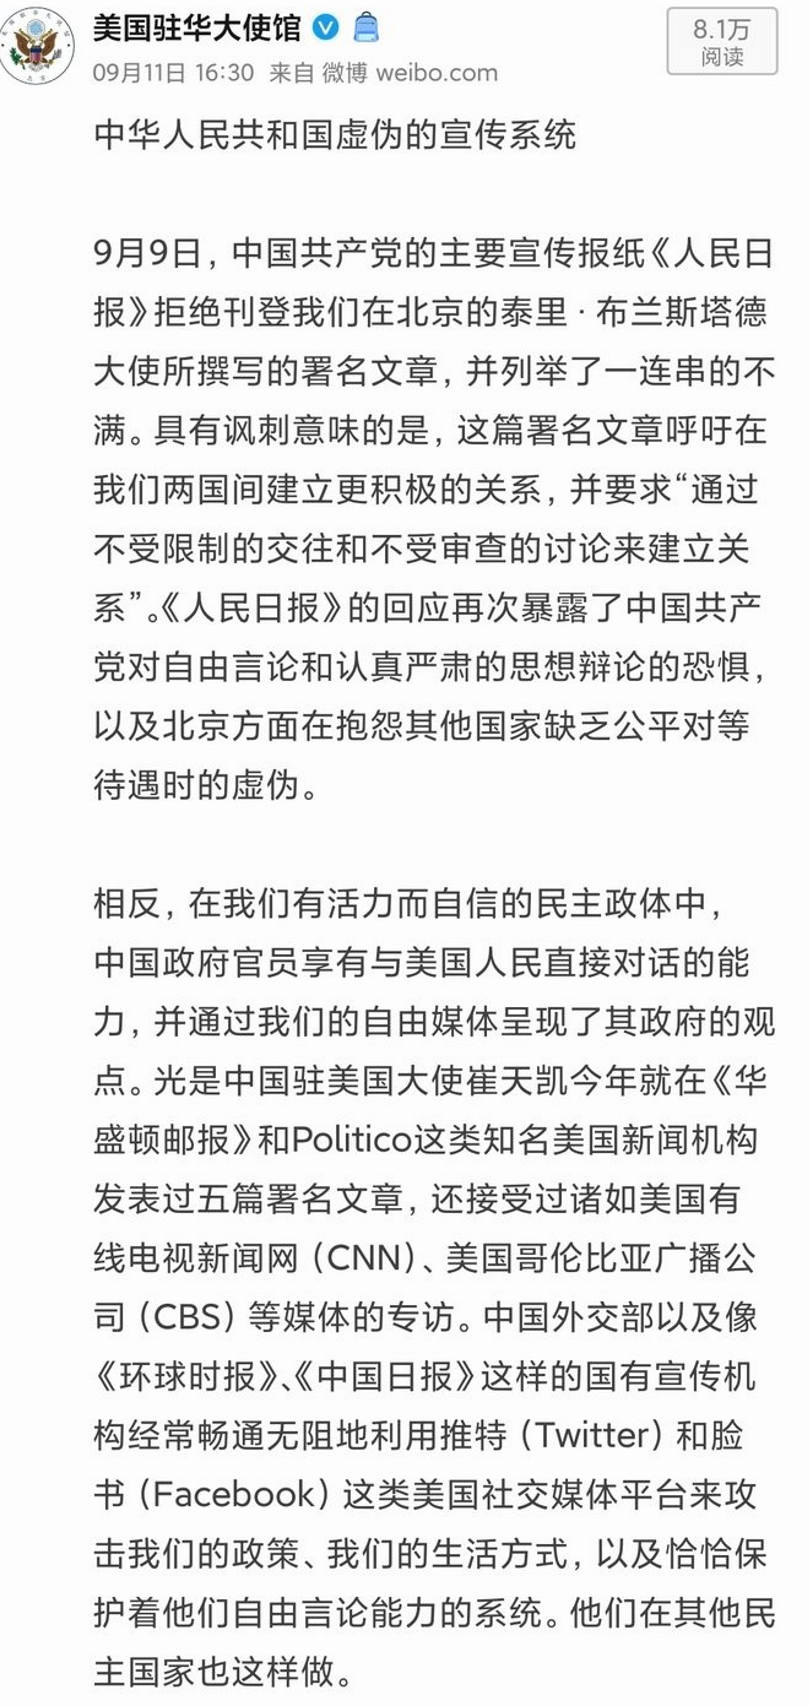 美国驻华大使馆
8.1万
阅读
09月11日 16:30 来自 微博 weibo.com
中华人民共和国虚伪的宣传系统
9月9日，中国共产党的主要宣传报纸《人民日
报》拒绝刊登我们在北京的泰里·布兰斯塔德
大使所撰写的署名文章，并列举了一连串的不
满。具有讽刺意味的是，这篇署名文章呼吁在
我们两国间建立更积极的关系，并要求“通过
不受限制的交往和不受审查的讨论来建立关
系”。《人民日报》的回应再次暴露了中国共产
党对自由言论和认真严肃的思想辩论的恐惧，
以及北京方面在抱怨其他国家缺乏公平对等
待遇时的虚伪。
相反，在我们有活力而自信的民主政体中，
中国政府官员享有与美国人民直接对话的能
力，并通过我们的自由媒体呈现了其政府的观
点。光是中国驻美国大使崔天凯今年就在《华
盛顿邮报》和Politico这类知名美国新闻机构
发表过五篇署名文章，还接受过诸如美国有
线电视新闻网（CNN）、美国哥伦比亚广播公
司（CBS）等媒体的专访。中国外交部以及像
《环球时报》、《中国日报》这样的国有宣传机
构经常畅通无阻地利用推特（Twitter）和脸
书（Facebook）这类美国社交媒体平台来攻
击我们的政策、我们的生活方式，以及恰恰保
护着他们自由言论能力的系统。他们在其他民
主国家也这样做。